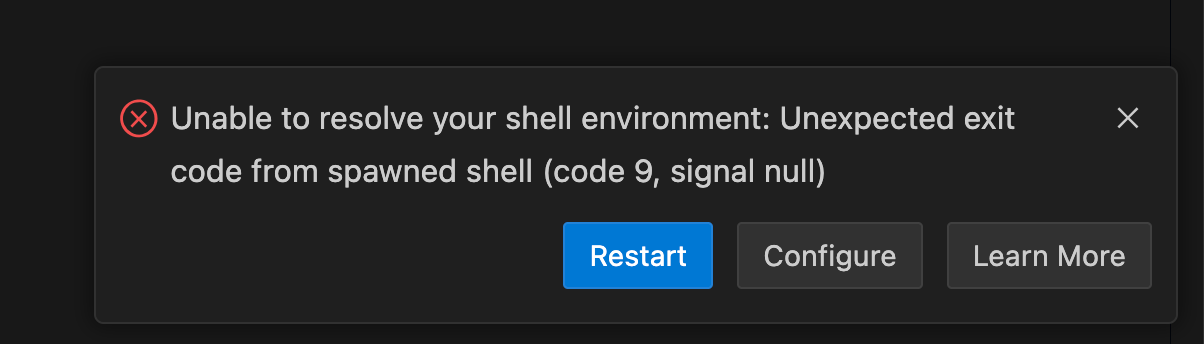 Unable to resolve your shell environment: Unexpected exit
code from spawned shell (code 9, signal null)
Restart
Configure
Learn More